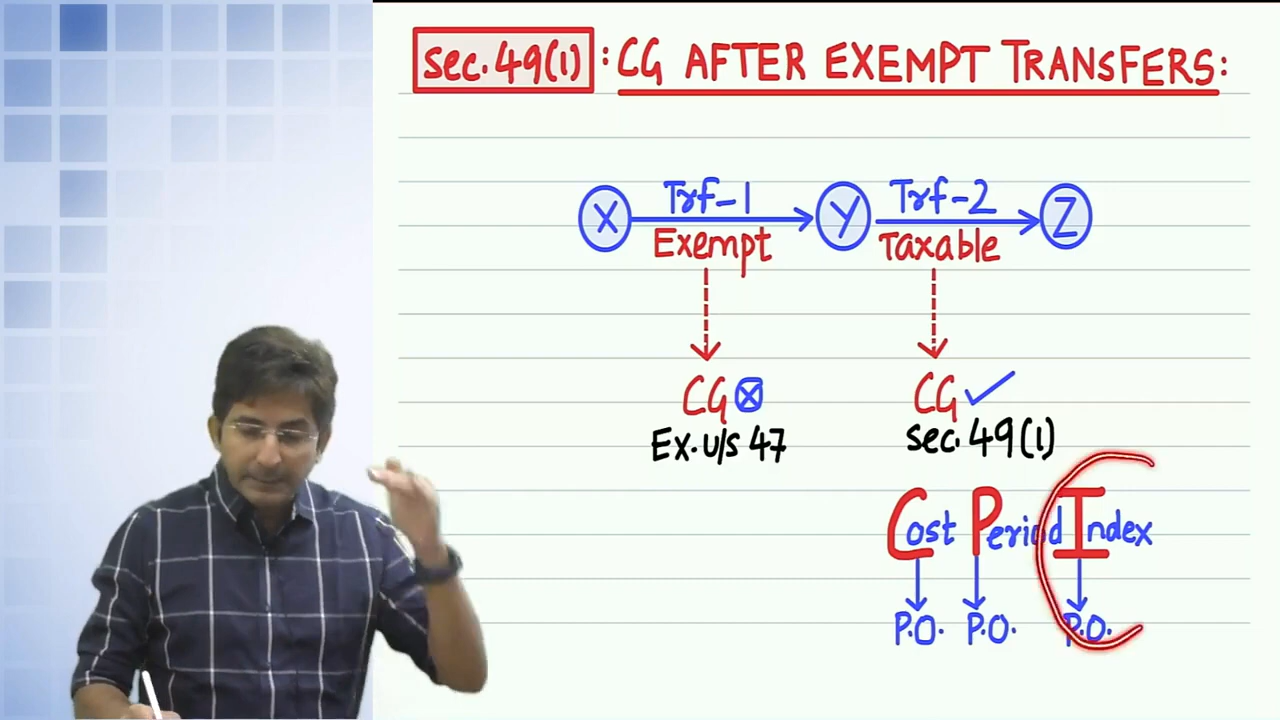 Sec. 49(1) : CG AFTER EXEMPT TRANSFERS:
X Trf-1 Y Trf-2 Z
Exempt Taxable
CG CG
Ex. u/s 47 Sec. 49(1)
Cost Period Index
P.O. P.O. P.O.